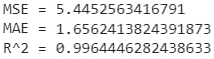 MSE = 5.4452563416791
MAE = 1.6562413824391873
R^2 = 0.9964446282438633